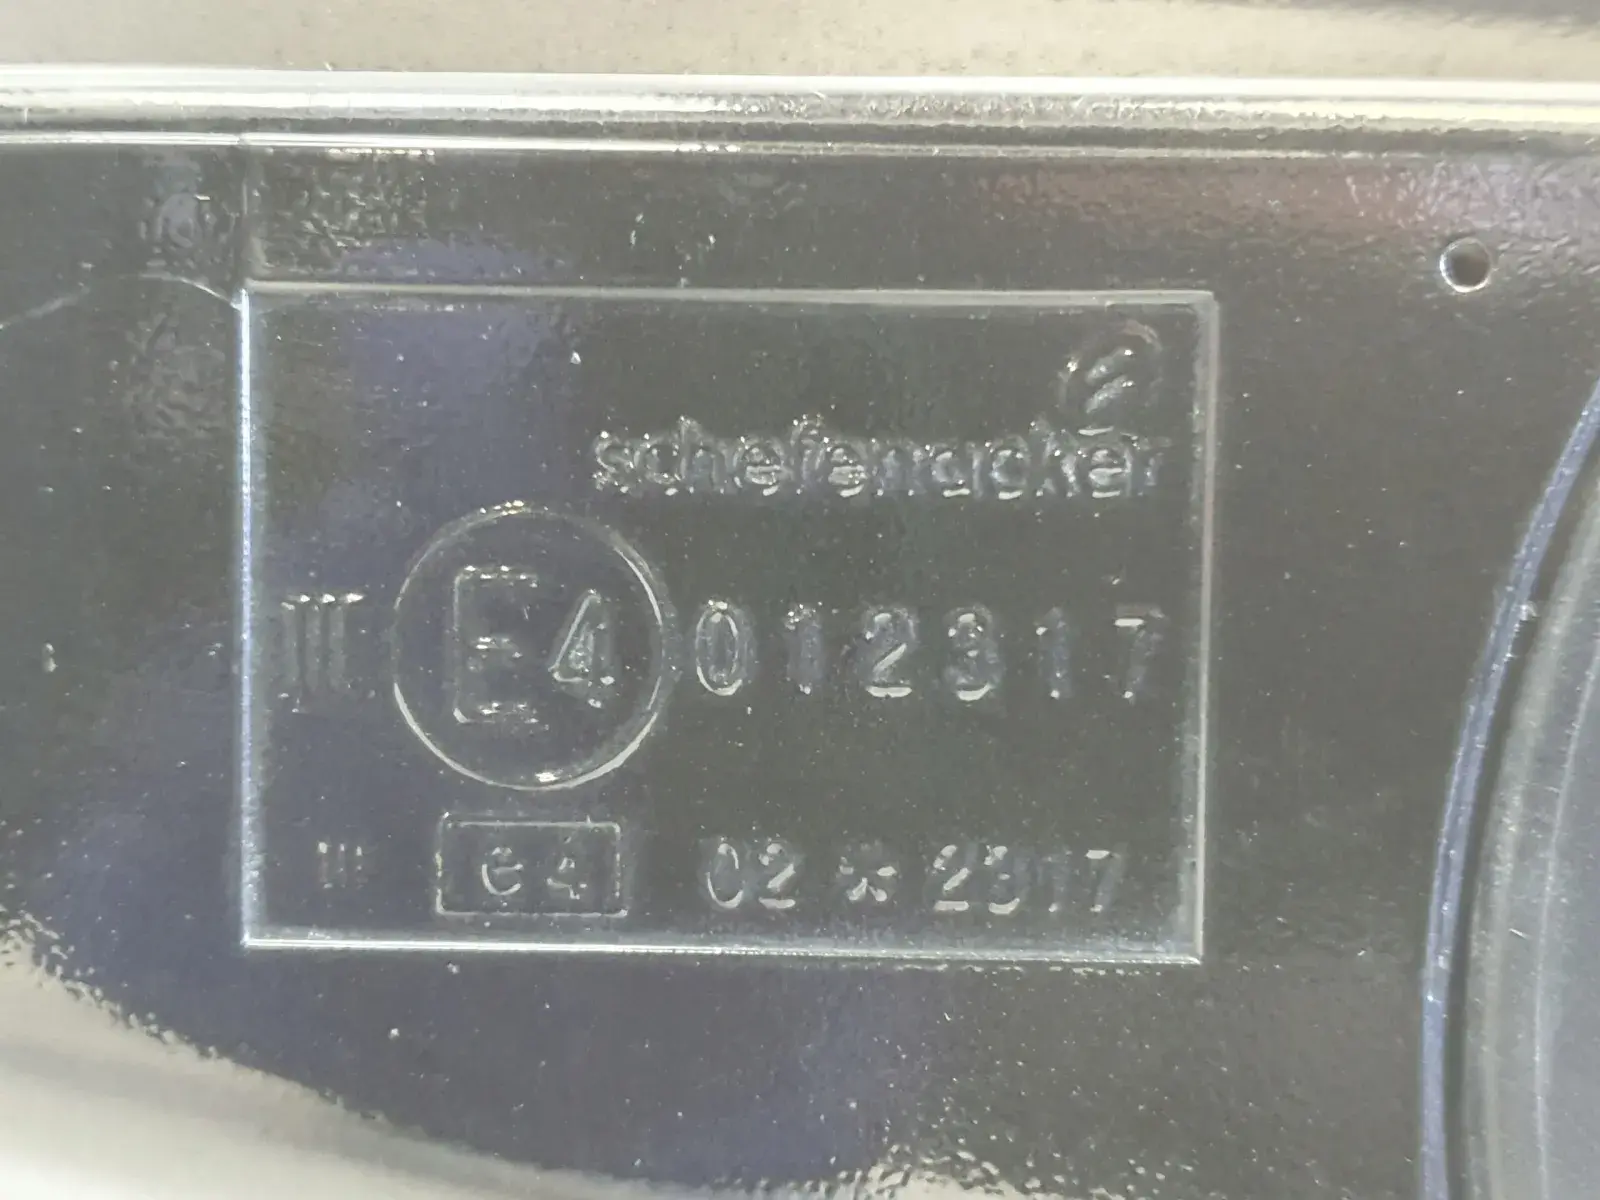 schefenacker
III E4 012317
III e4 02*2317